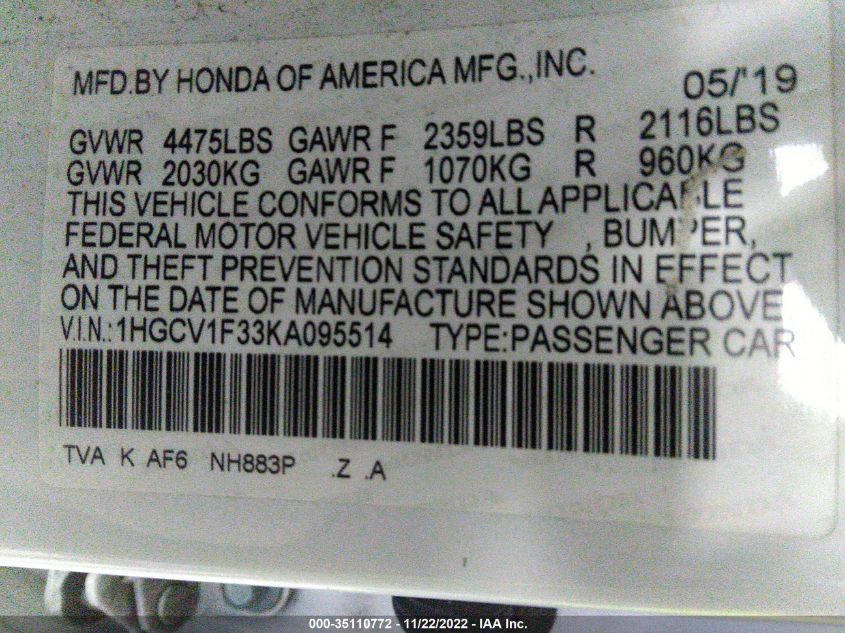 MFD.BY HONDA OF AMERICA MFG.,INC.
05/'19
GVWR 4475LBS GAWR F 2359LBS R 2116LBS
GVWR 2030KG GAWR F 1070KG R 960KG
THIS VEHICLE CONFORMS TO ALL APPLICABLE
FEDERAL MOTOR VEHICLE SAFETY , BUMPER,
AND THEFT PREVENTION STANDARDS IN EFFECT
ON THE DATE OF MANUFACTURE SHOWN ABOVE
V.I.N.:1HGCV1F33KA095514 TYPE:PASSENGER CAR
TVA K AF6 NH883P .Z .A
000-35110772 - 11/22/2022 - IAA Inc.